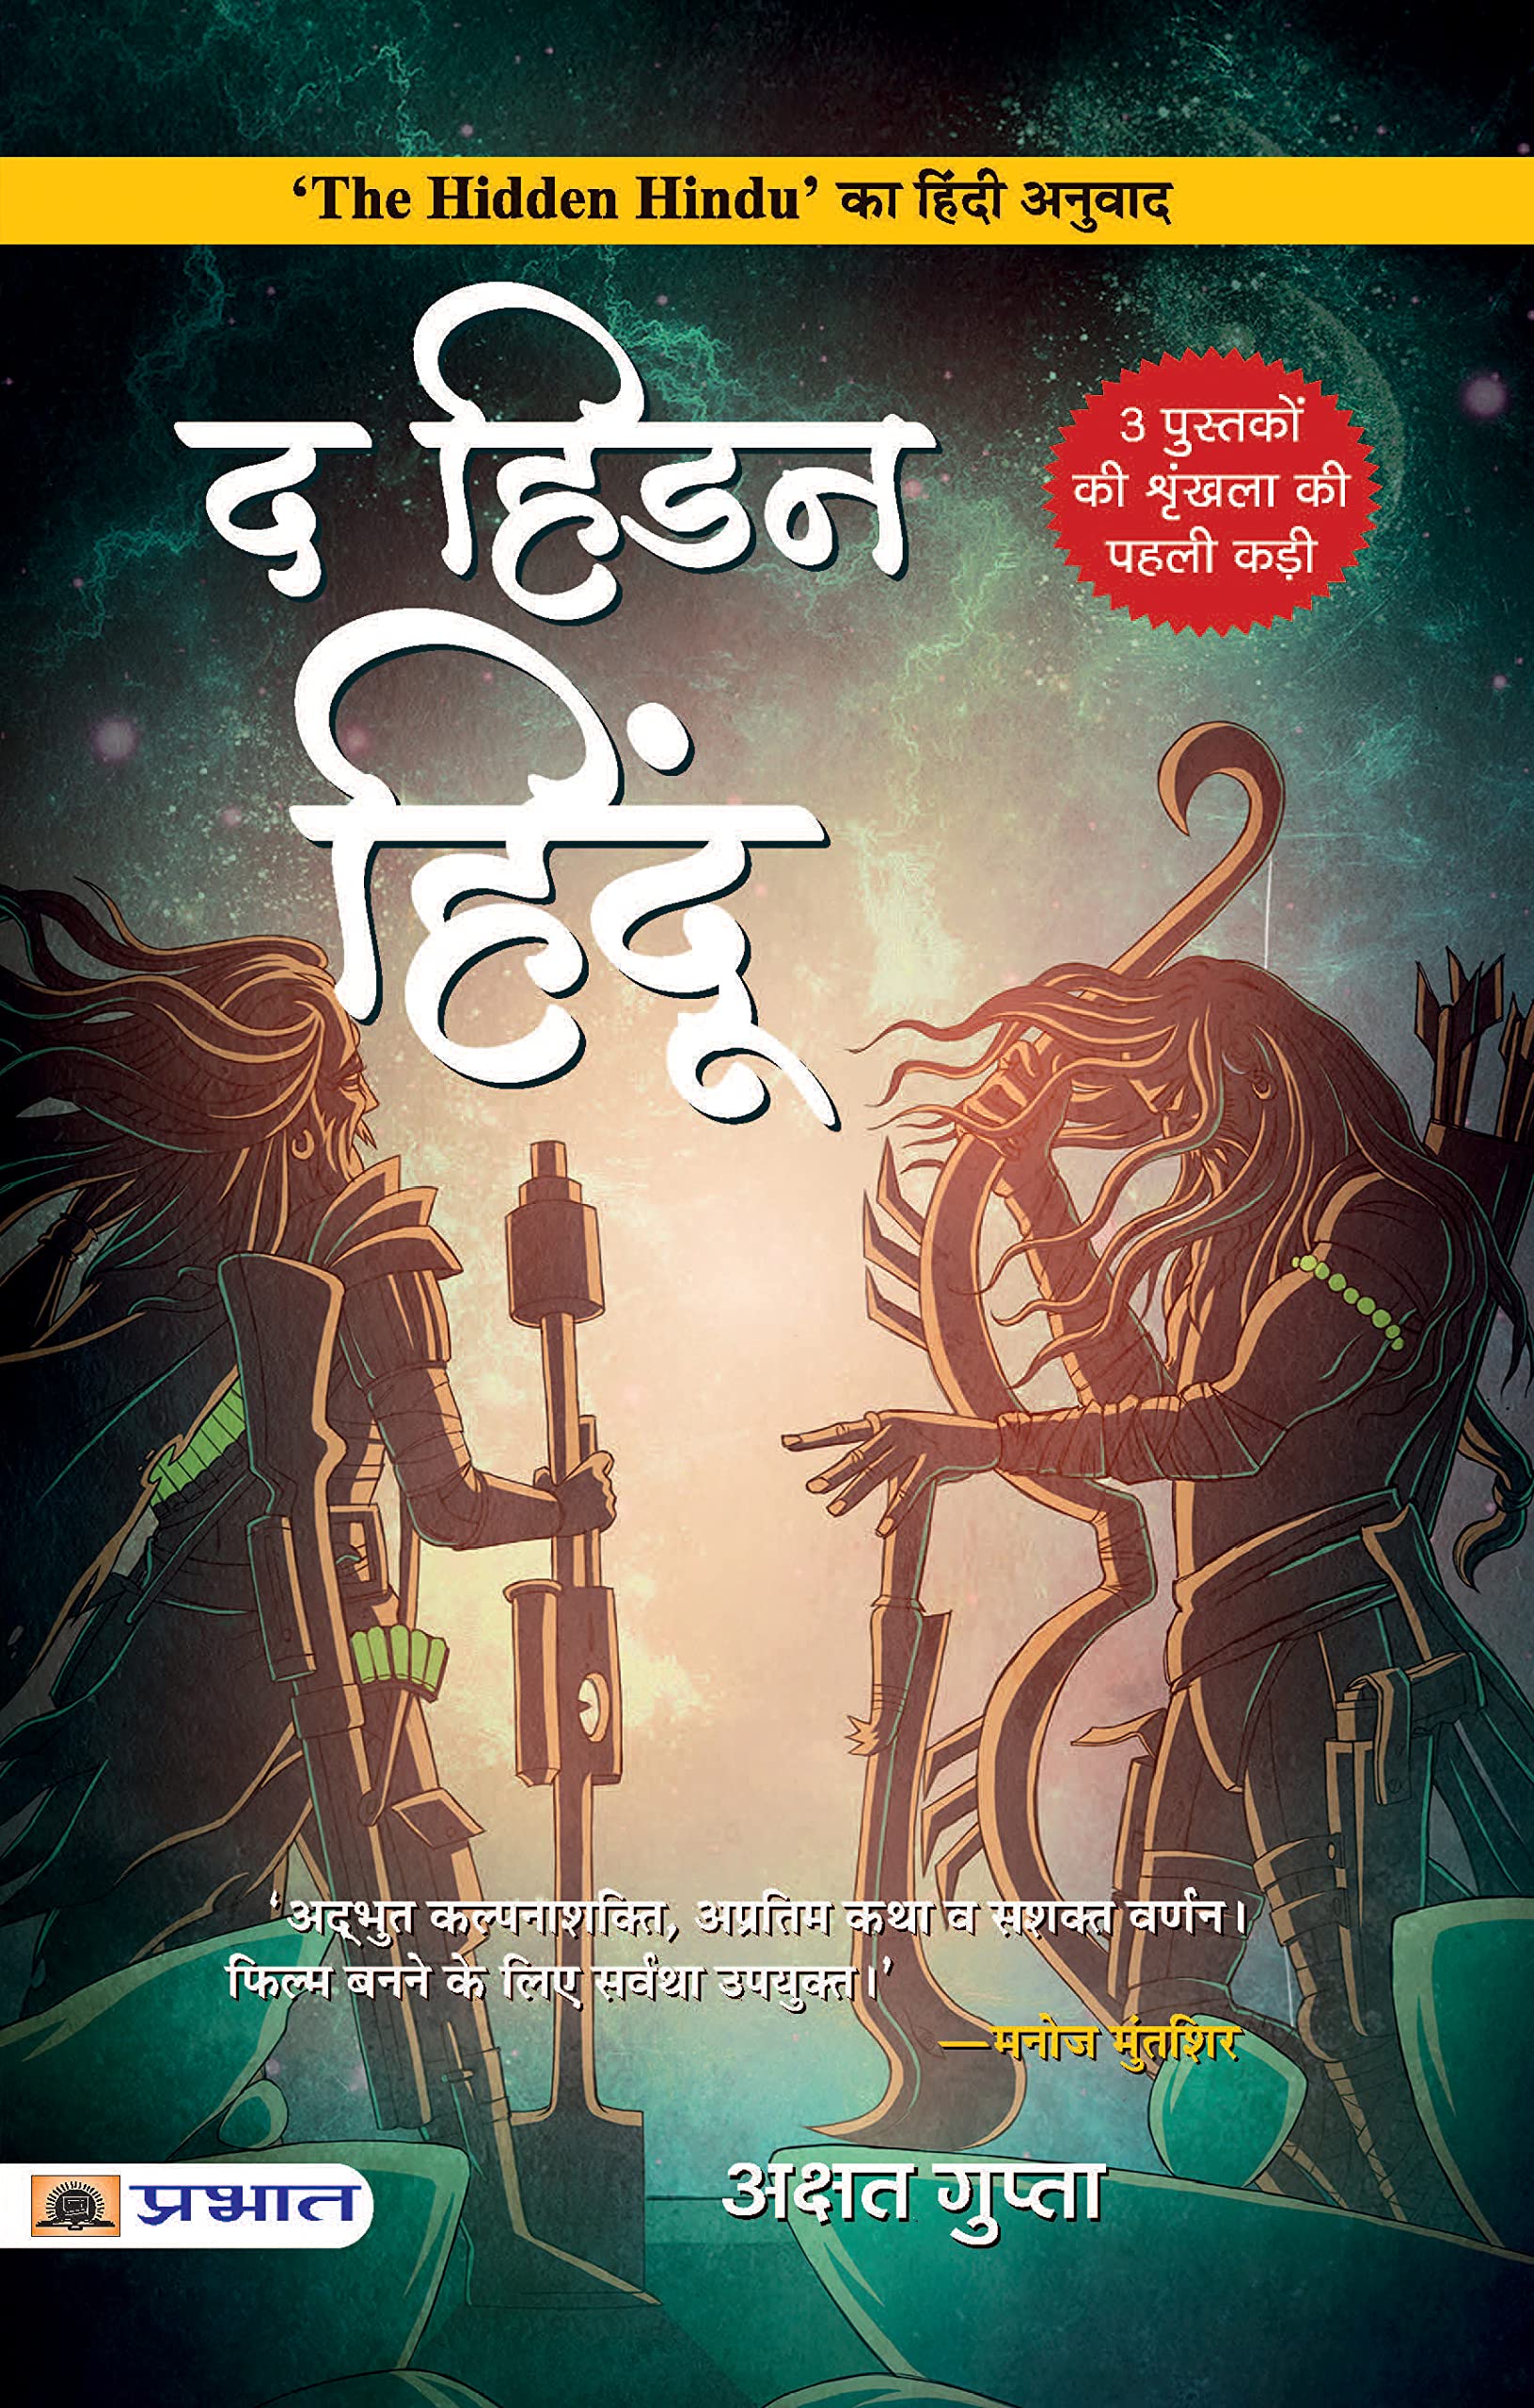 ‘The Hidden Hindu’ का हिंदी अनुवाद
द हिडन
हिंदू
3 पुस्तकों
की शृंखला की
पहली कड़ी
‘अद्भुत कल्पनाशक्ति, अप्रतिम कथा व सशक्त वर्णन।
फिल्म बनने के लिए सर्वथा उपयुक्त।’
—मनोज मुंतशिर
प्रभात
अक्षत गुप्ता